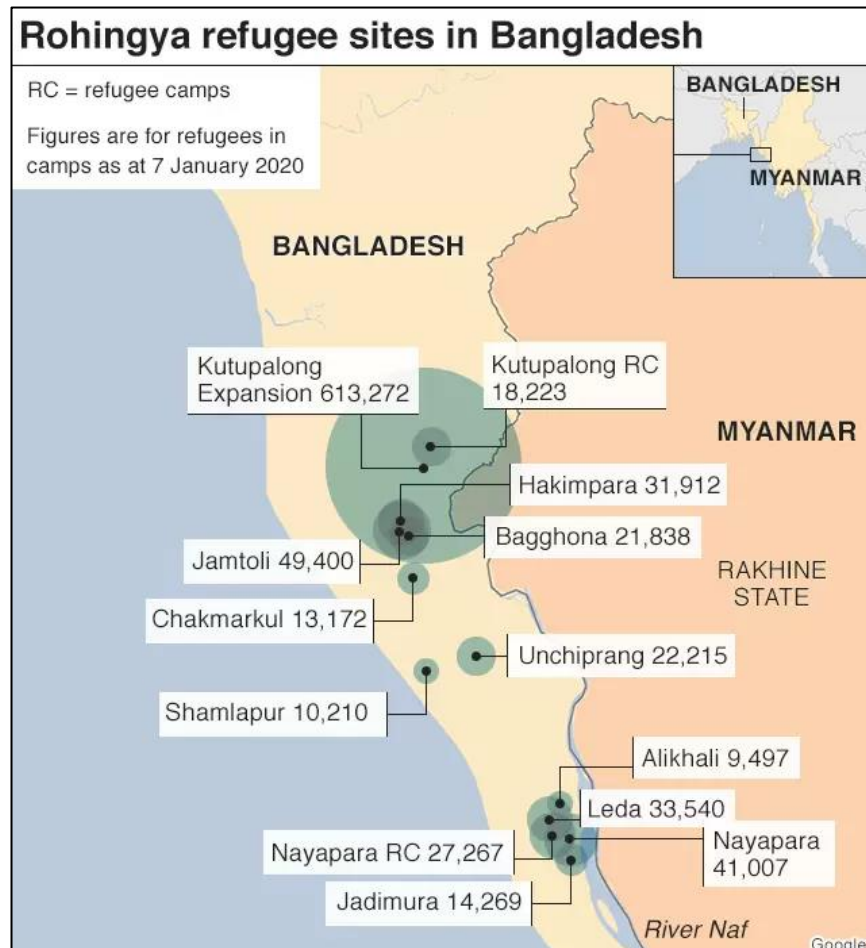 Rohingya refugee sites in Bangladesh
RC = refugee camps
Figures are for refugees in
camps as at 7 January 2020
BANGLADESH
MYANMAR
BANGLADESH
Kutupalong
Expansion 613,272
Kutupalong RC
18,223
MYANMAR
Hakimpara 31,912
Bagghona 21,838
Jamtoli 49,400
RAKHINE
STATE
Chakmarkul 13,172
Unchiprang 22,215
Shamlapur 10,210
Alikhali 9,497
Leda 33,540
Nayapara RC 27,267
Nayapara
41,007
Jadimura 14,269
River Naf
Google